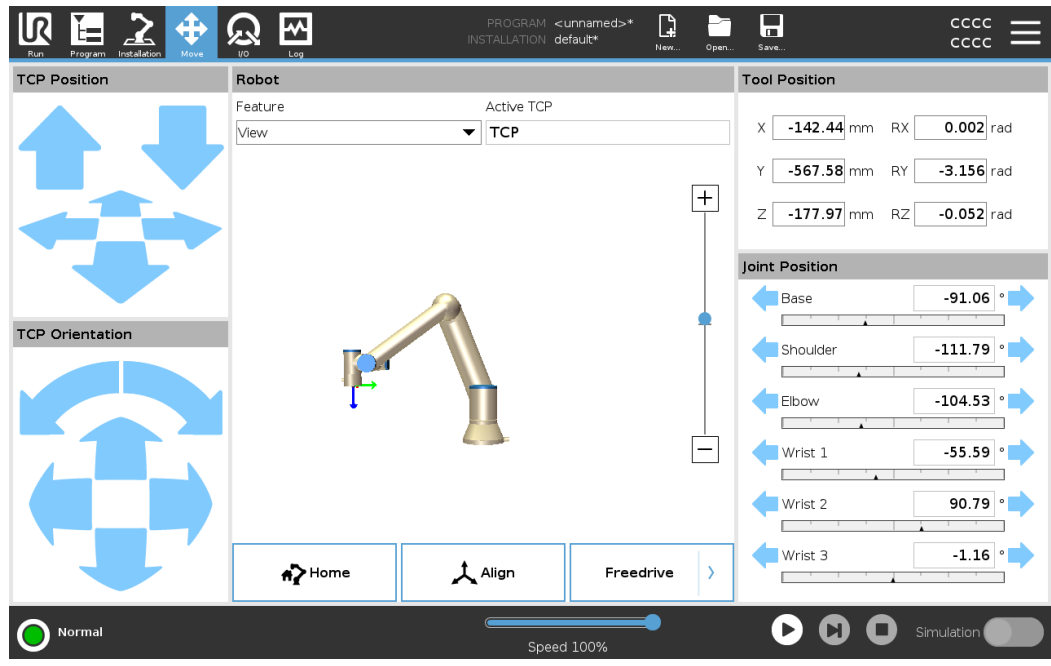 UR
Run
Program
Installation
Move
I/O
Log
PROGRAM <unnamed>*
INSTALLATION default*
New...
Open...
Save...
CCCC
CCCC
TCP Position
TCP Orientation
Robot
Feature
Active TCP
View
TCP
+
−
Home
Align
Freedrive
Tool Position
X -142.44 mm RX 0.002 rad
Y -567.58 mm RY -3.156 rad
Z -177.97 mm RZ -0.052 rad
Joint Position
Base -91.06 °
Shoulder -111.79 °
Elbow -104.53 °
Wrist 1 -55.59 °
Wrist 2 90.79 °
Wrist 3 -1.16 °
Normal
Speed 100%
Simulation